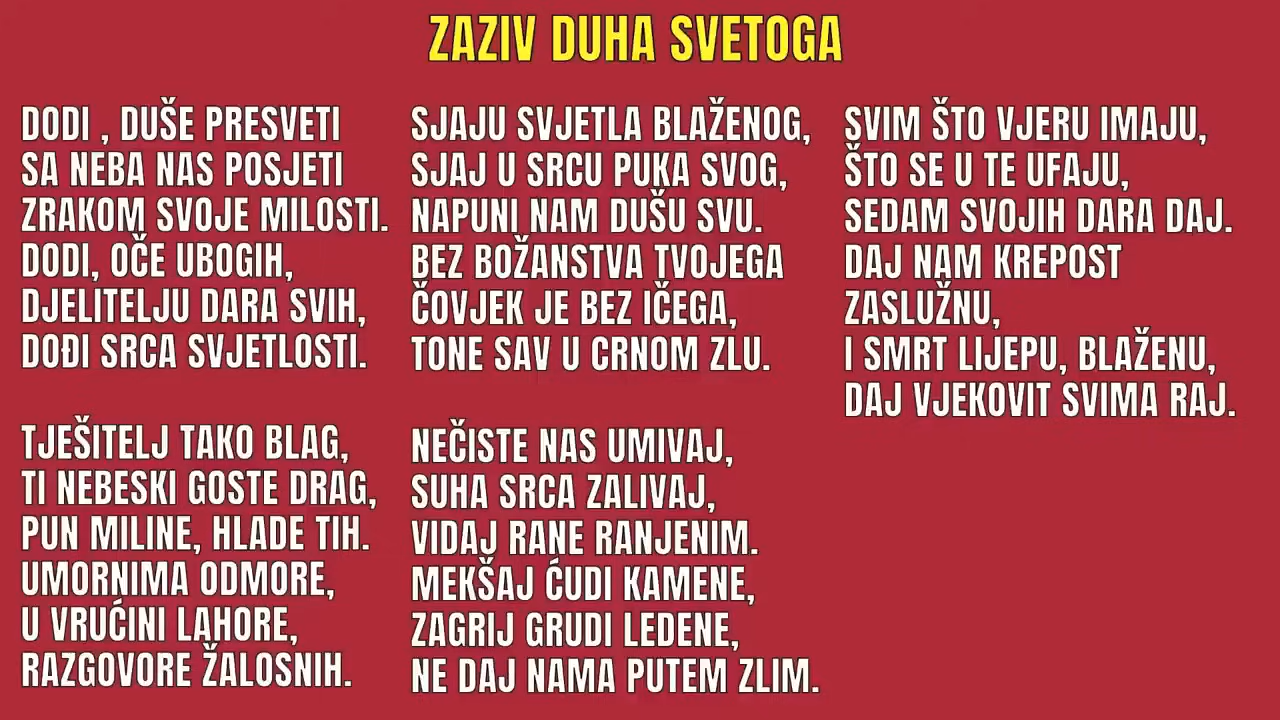 ZAZIV DUHA SVETOGA
DODI , DUŠE PRESVETI
SA NEBA NAS POSJETI
ZRAKOM SVOJE MILOSTI.
DODI, OČE UBOGIH,
DJELITELJU DARA SVIH,
DOĐI SRCA SVJETLOSTI.
TJEŠITELJ TAKO BLAG,
TI NEBESKI GOSTE DRAG,
PUN MILINE, HLADE TIH.
UMORNIMA ODMORE,
U VRUĆINI LAHORE,
RAZGOVORE ŽALOSNIH.
SJAJU SVJETLA BLAŽENOG,
SJAJ U SRCU PUKA SVOG,
NAPUNI NAM DUŠU SVU.
BEZ BOŽANSTVA TVOJEGA
ČOVJEK JE BEZ IČEGA,
TONE SAV U CRNOM ZLU.
NEČISTE NAS UMIVAJ,
SUHA SRCA ZALIVAJ,
VIDAJ RANE RANJENIM.
MEKŠAJ ĆUDI KAMENE,
ZAGRIJ GRUDI LEDENE,
NE DAJ NAMA PUTEM ZLIM.
SVIM ŠTO VJERU IMAJU,
ŠTO SE U TE UFAJU,
SEDAM SVOJIH DARA DAJ.
DAJ NAM KREPOST
ZASLUŽNU,
I SMRT LIJEPU, BLAŽENU,
DAJ VJEKOVIT SVIMA RAJ.